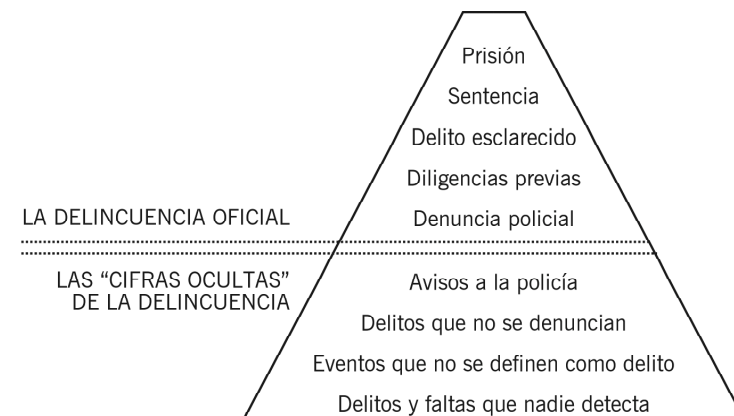 Prisión
Sentencia
Delito esclarecido
Diligencias previas
LA DELINCUENCIA OFICIAL
Denuncia policial
LAS “CIFRAS OCULTAS”
DE LA DELINCUENCIA
Avisos a la policía
Delitos que no se denuncian
Eventos que no se definen como delito
Delitos y faltas que nadie detecta